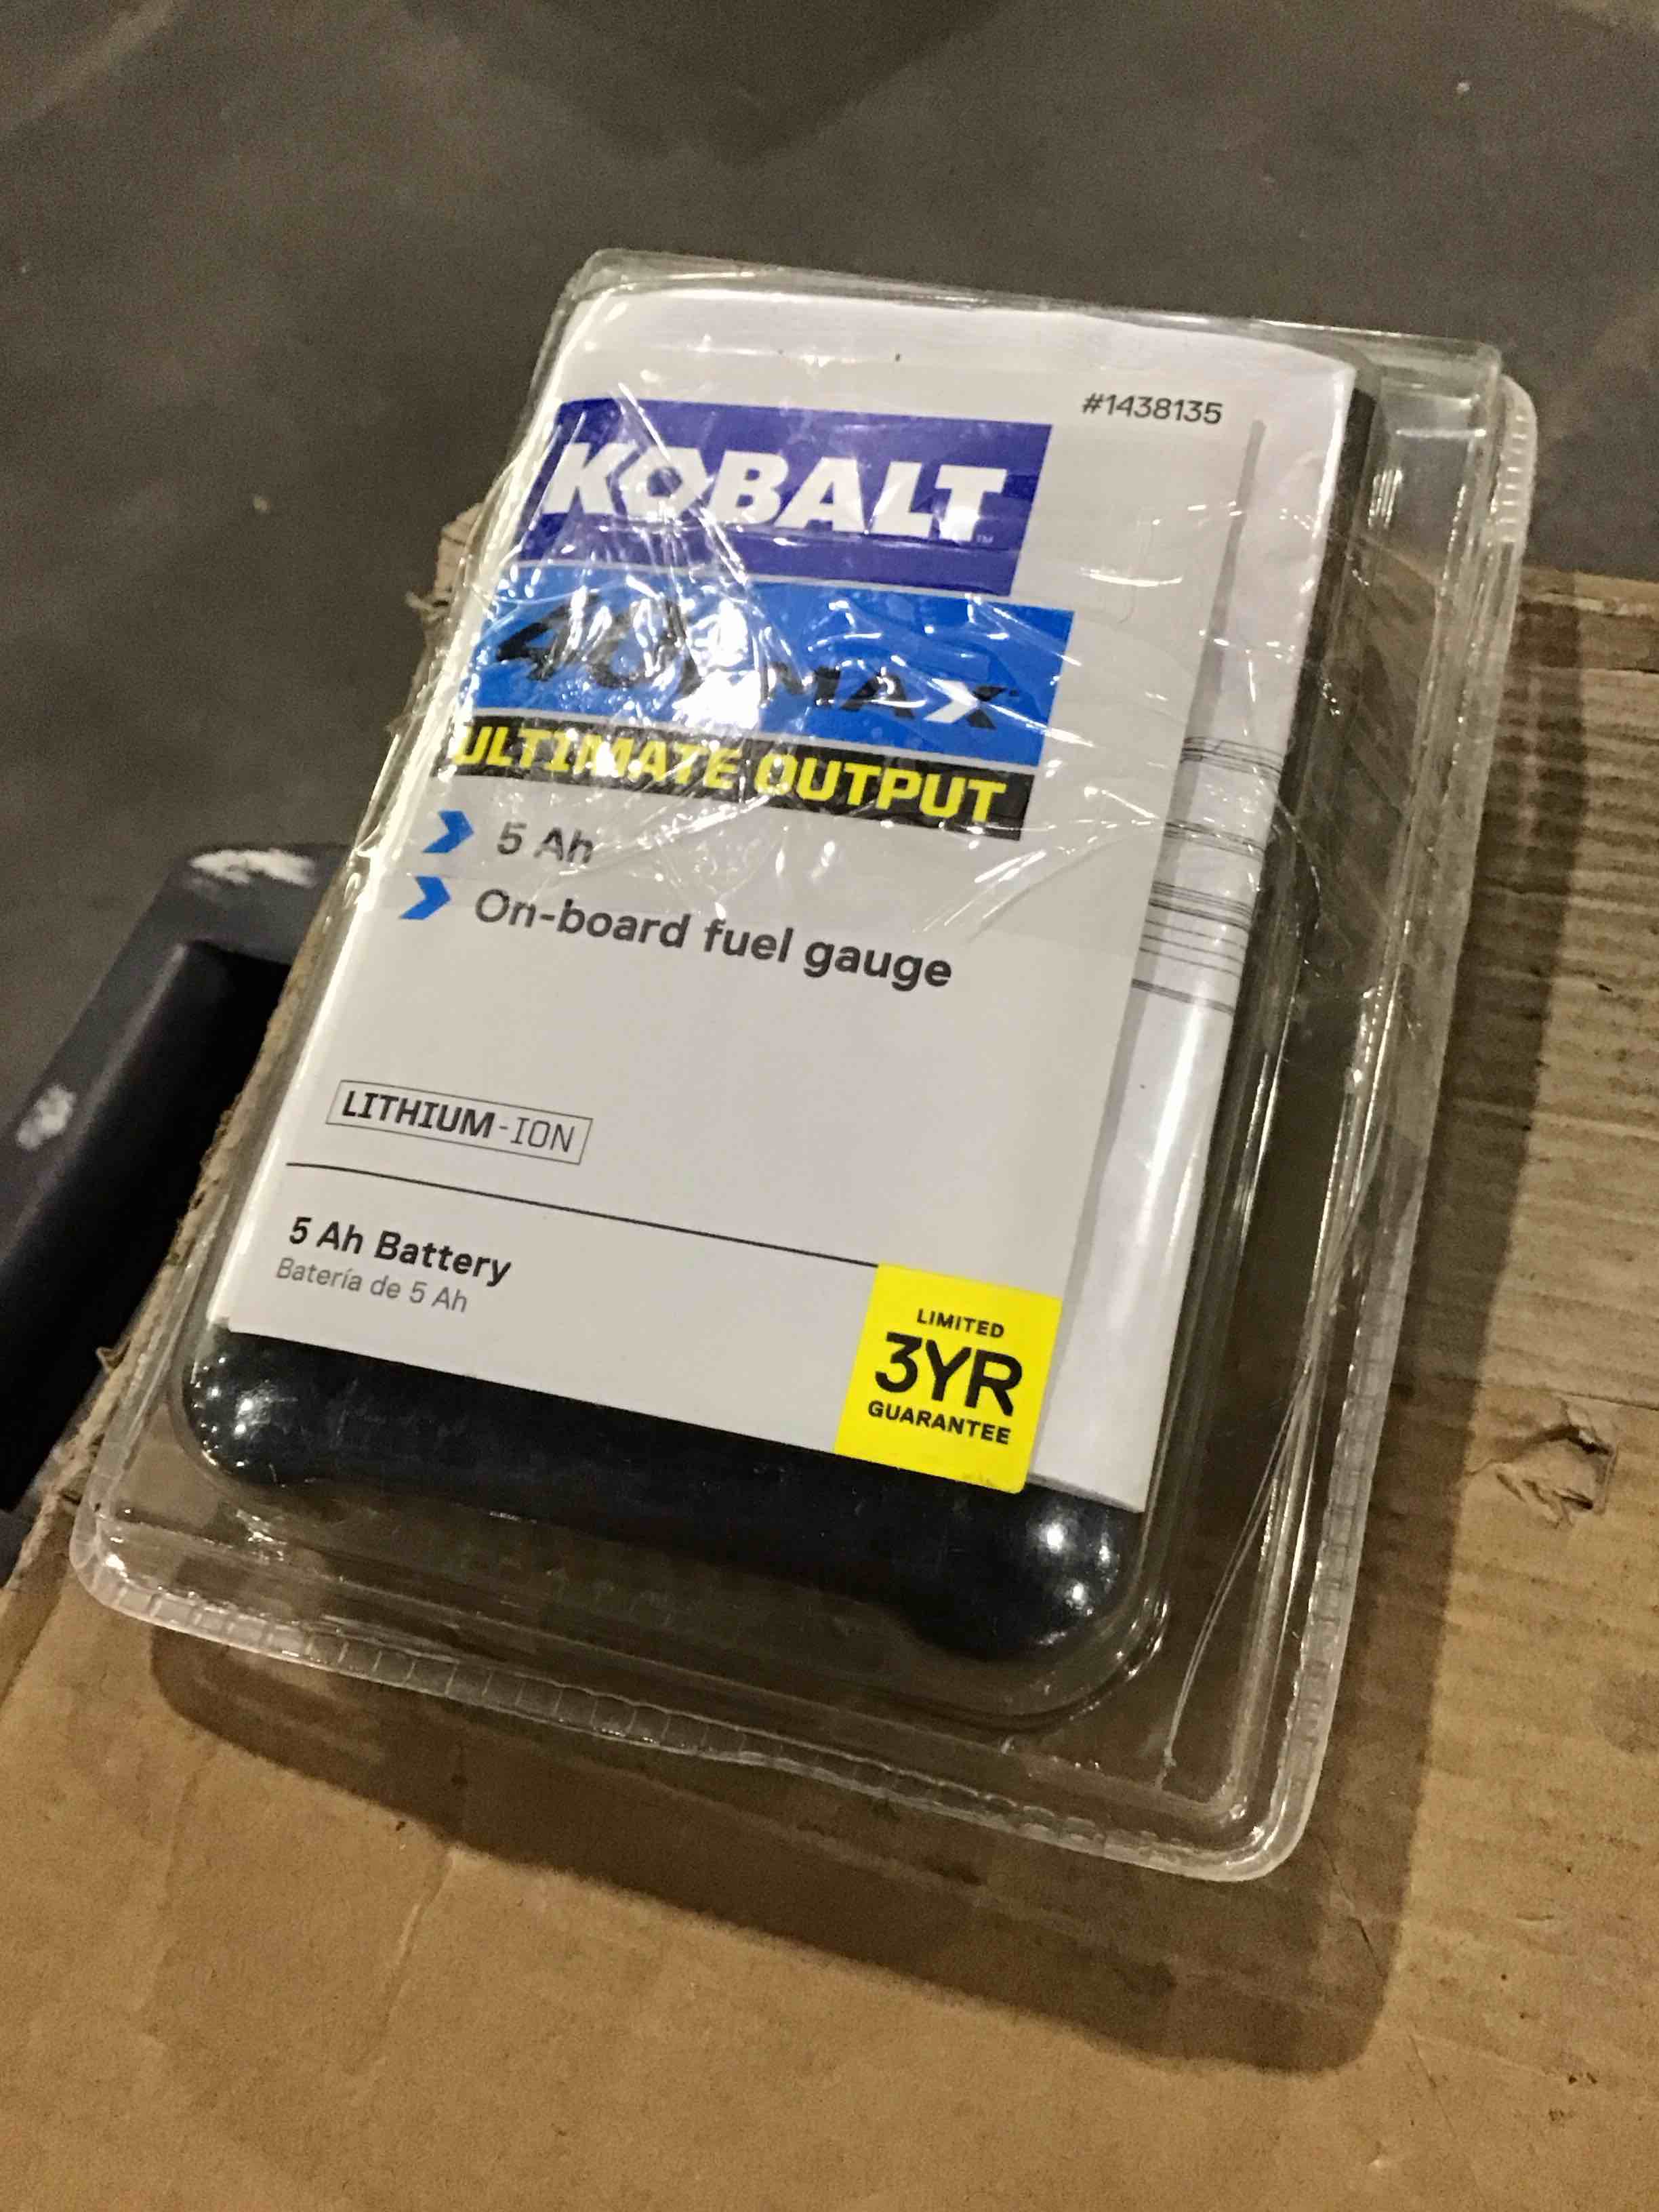 #1438135
KOBALT™
40V MAX
ULTIMATE OUTPUT
5 Ah
On-board fuel gauge
LITHIUM-ION
5 Ah Battery
Batería de 5 Ah
LIMITED
3YR
GUARANTEE